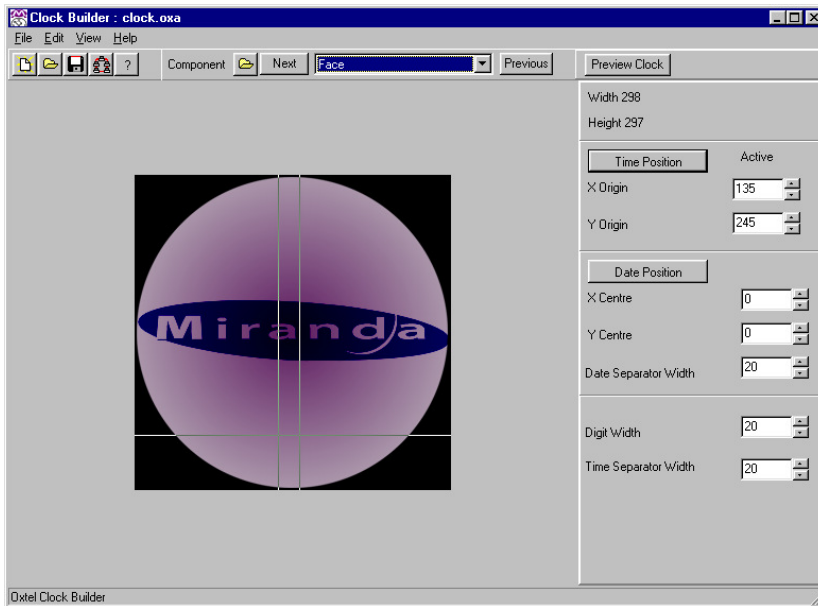 Clock Builder : clock.oxa
File Edit View Help
? Component Next Face Previous Preview Clock
Width 298
Height 297
Time Position Active
X Origin 135
Y Origin 245
Date Position
X Centre 0
Y Centre 0
Date Separator Width 20
Digit Width 20
Time Separator Width 20
Miranda
Oxtel Clock Builder